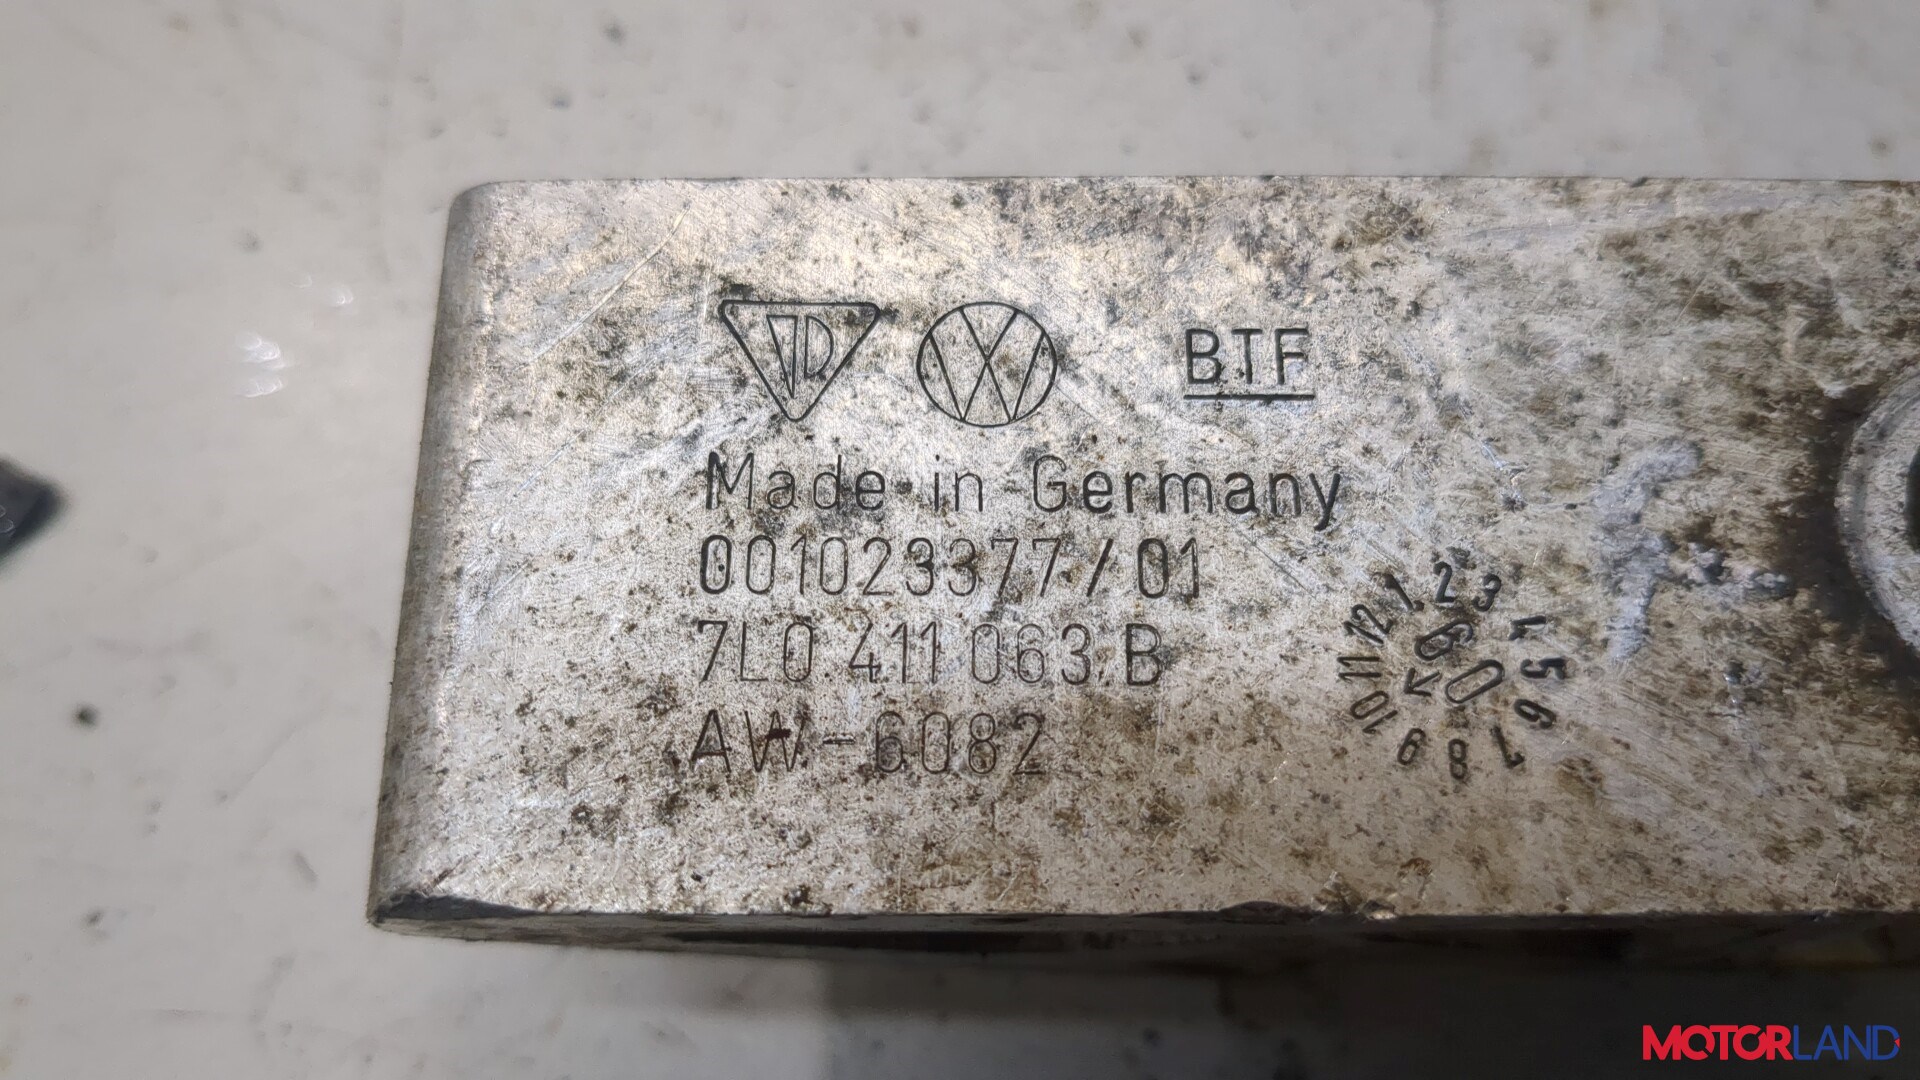 BTF
Made in Germany
001023377/01
7L0 411 063 B
AW-6082
1 2 3 4 5 6 7 8 9 10 11 12
MOTORLAND